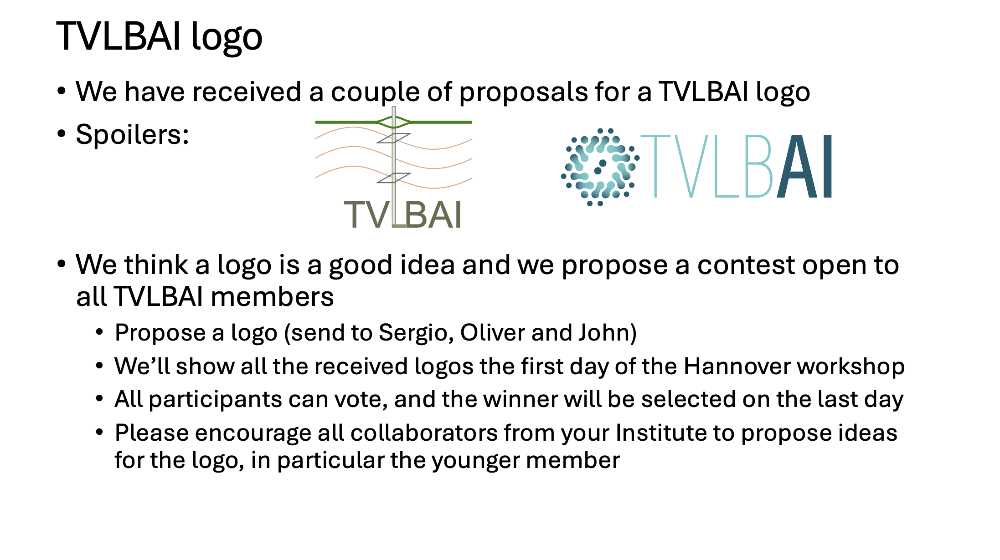 TVLBAI logo
• We have received a couple of proposals for a TVLBAI logo
• Spoilers:
TVLBAI
TVLBAI
• We think a logo is a good idea and we propose a contest open to
all TVLBAI members
• Propose a logo (send to Sergio, Oliver and John)
• We’ll show all the received logos the first day of the Hannover workshop
• All participants can vote, and the winner will be selected on the last day
• Please encourage all collaborators from your Institute to propose ideas
for the logo, in particular the younger member